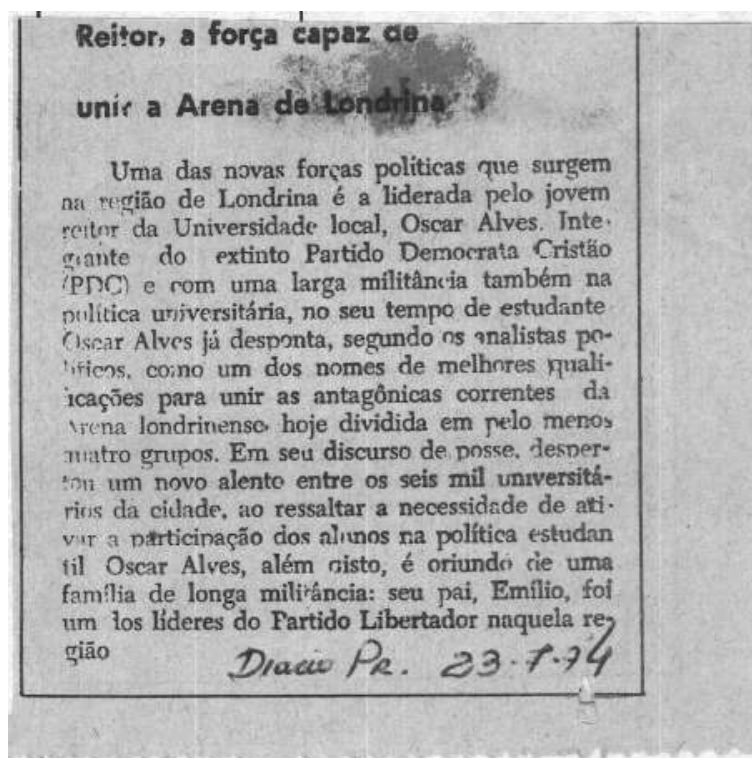 Reitor, a força capaz de
unir a Arena de Londrina
Uma das novas forças políticas que surgem
na região de Londrina é a liderada pelo jovem
reitor da Universidade local, Oscar Alves. Inte-
grante do extinto Partido Democrata Cristão
(PDC) e com uma larga militância também na
política universitária, no seu tempo de estudante
Oscar Alves já desponta, segundo os analistas po-
líticos, como um dos nomes de melhores quali-
icações para unir as antagônicas correntes da
Arena londrinense, hoje dividida em pelo menos
quatro grupos. Em seu discurso de posse, desper-
tou um novo alento entre os seis mil universitá-
rios da cidade, ao ressaltar a necessidade de ati-
var a participação dos alunos na política estudan
til Oscar Alves, além disto, é oriundo de uma
família de longa militância: seu pai, Emílio, foi
um dos líderes do Partido Libertador naquela re-
gião
Diário Pr. 23.7.74